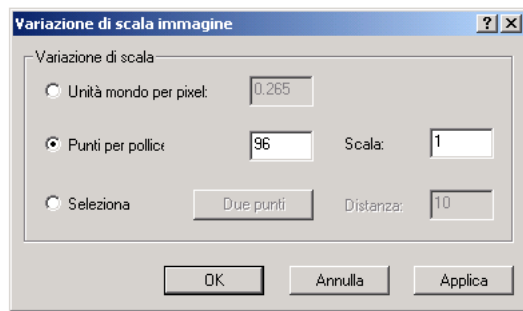 Variazione di scala immagine
Variazione di scala
Unità mondo per pixel: 0.265
Punti per pollice 96 Scala: 1
Seleziona Due punti Distanza: 10
OK Annulla Applica